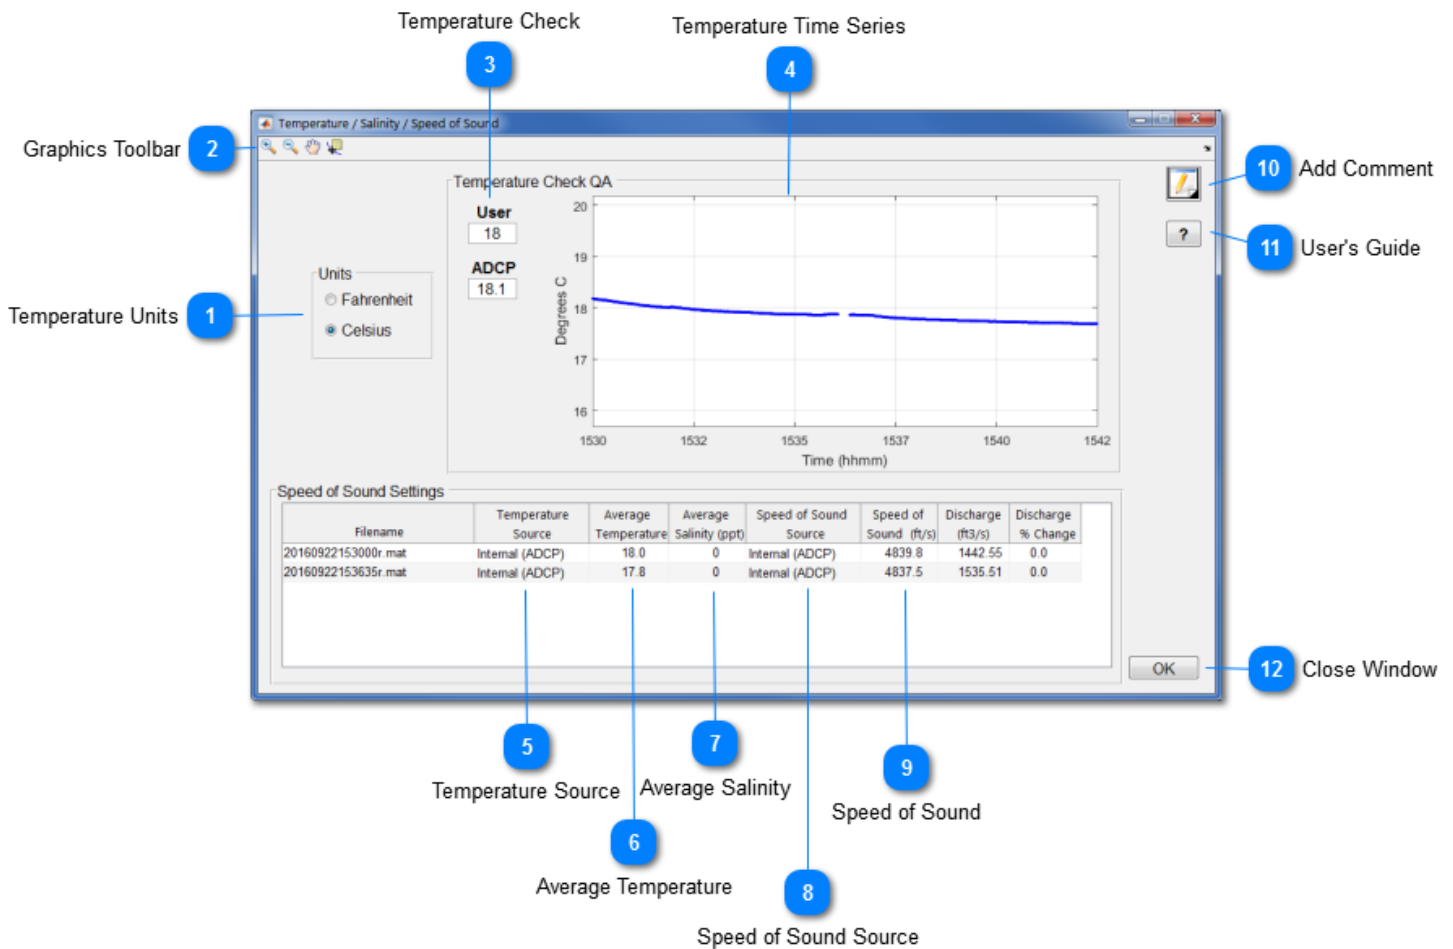 Temperature Check
Temperature Time Series
3
4
Temperature / Salinity / Speed of Sound
Graphics Toolbar 2
10 Add Comment
Temperature Check QA
User
18
ADCP
18.1
?
11 User's Guide
Units
Fahrenheit
Celsius
Temperature Units 1
20
19
18
17
16
Degrees C
1530 1532 1535 1537 1540 1542
Time (hhmm)
Speed of Sound Settings
Filename Temperature Source Average Temperature Average Salinity (ppt) Speed of Sound Source Speed of Sound (ft/s) Discharge (ft3/s) Discharge % Change
20160922153000r.mat Internal (ADCP) 18.0 0 Internal (ADCP) 4839.8 1442.55 0.0
20160922153635r.mat Internal (ADCP) 17.8 0 Internal (ADCP) 4837.5 1535.51 0.0
OK
12 Close Window
5
Temperature Source
7
Average Salinity
9
Speed of Sound
6
Average Temperature
8
Speed of Sound Source